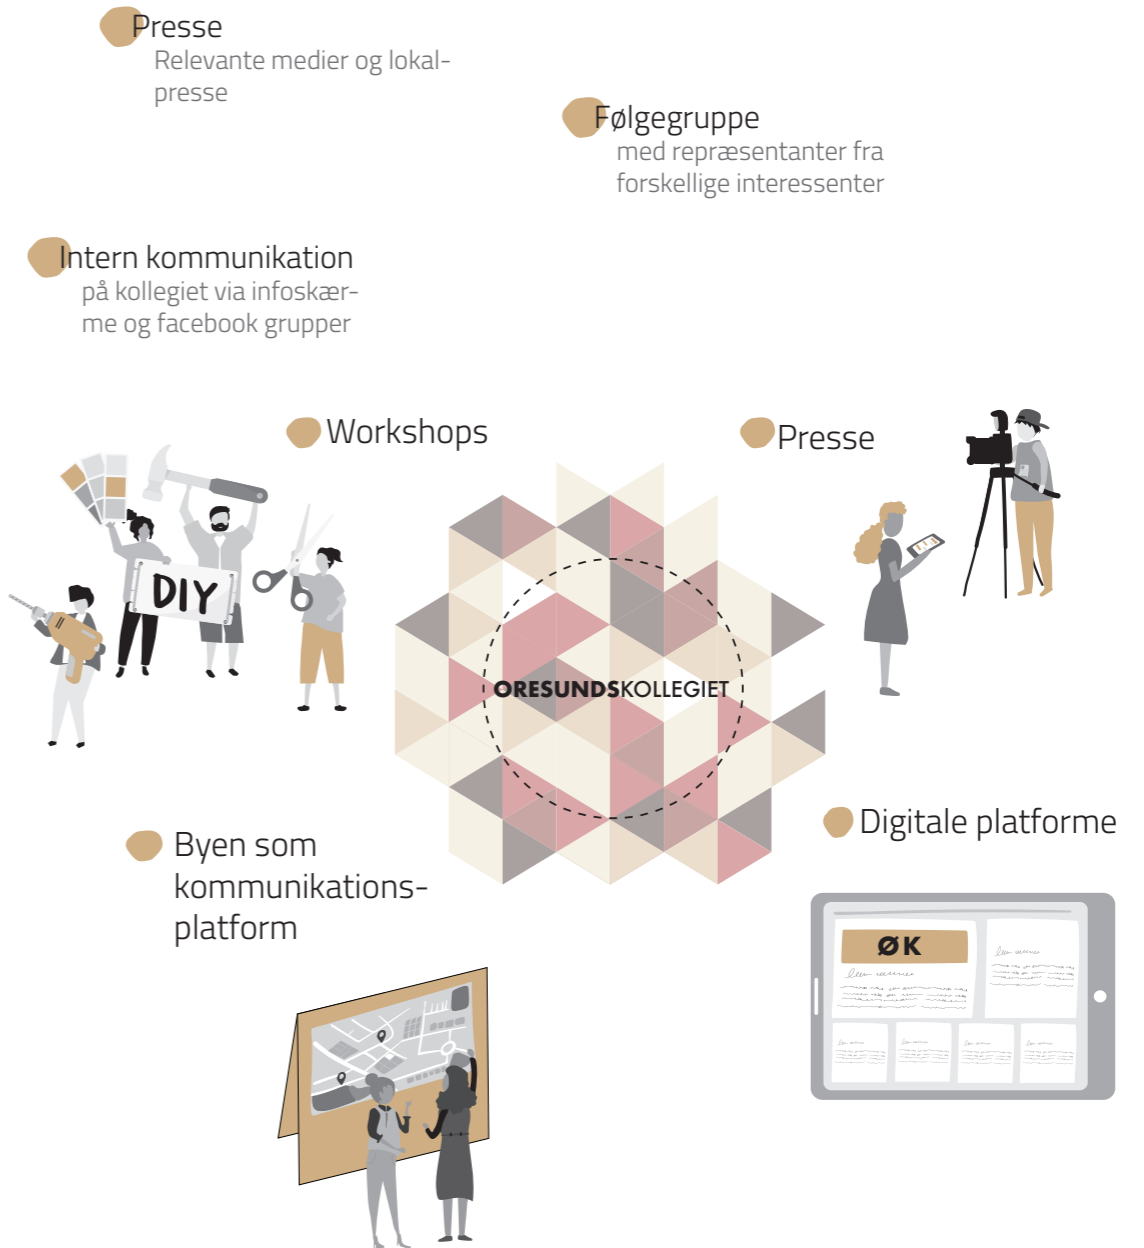 Presse
Relevante medier og lokal-
presse
Følgegruppe
med repræsentanter fra
forskellige interessenter
Intern kommunikation
på kollegiet via infoskær-
me og facebook grupper
Workshops
Presse
DIY
ORESUNDSKOLLEGIET
Byen som
kommunikations-
platform
Digitale platforme
ØK